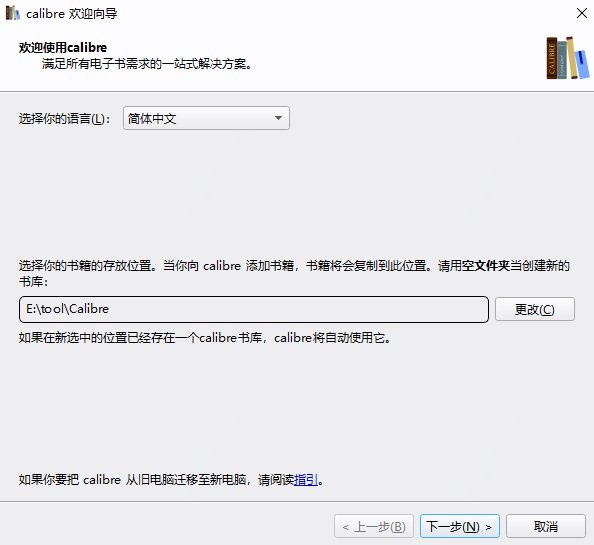 calibre 欢迎向导
欢迎使用calibre
满足所有电子书需求的一站式解决方案。
CALIBRE
选择你的语言(L)：
简体中文
选择你的书籍的存放位置。当你向 calibre 添加书籍，书籍将会复制到此位置。请用空文件夹当创建新的
书库：
E:\tool\Calibre
更改(C)
如果在新选中的位置已经存在一个calibre书库，calibre将自动使用它。
如果你要把 calibre 从旧电脑迁移至新电脑，请阅读指引。
< 上一步(B)
下一步(N) >
取消